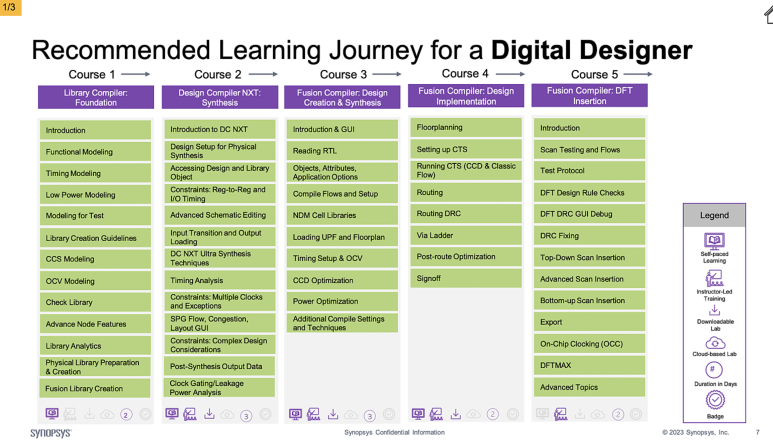 1/3
Recommended Learning Journey for a Digital Designer
Course 1
Course 2
Course 3
Course 4
Course 5
Library Compiler:
Foundation
Introduction
Functional Modeling
Timing Modeling
Low Power Modeling
Modeling for Test
Library Creation Guidelines
CCS Modeling
OCV Modeling
Check Library
Advance Node Features
Library Analytics
Physical Library Preparation
& Creation
Fusion Library Creation
2
Design Compiler NXT:
Synthesis
Introduction to DC NXT
Design Setup for Physical
Synthesis
Accessing Design and Library
Object
Constraints: Reg-to-Reg and
I/O Timing
Advanced Schematic Editing
Input Transition and Output
Loading
DC NXT Ultra Synthesis
Techniques
Timing Analysis
Constraints: Multiple Clocks
and Exceptions
SPG Flow, Congestion,
Layout GUI
Constraints: Complex Design
Considerations
Post-Synthesis Output Data
Clock Gating/Leakage
Power Analysis
3
Fusion Compiler: Design
Creation & Synthesis
Introduction & GUI
Reading RTL
Objects, Attributes,
Application Options
Compile Flows and Setup
NDM Cell Libraries
Loading UPF and Floorplan
Timing Setup & OCV
CCD Optimization
Power Optimization
Additional Compile Settings
and Techniques
3
Fusion Compiler: Design
Implementation
Floorplanning
Setting up CTS
Running CTS (CCD & Classic
Flow)
Routing
Routing DRC
Via Ladder
Post-route Optimization
Signoff
2
Fusion Compiler: DFT
Insertion
Introduction
Scan Testing and Flows
Test Protocol
DFT Design Rule Checks
DFT DRC GUI Debug
DRC Fixing
Top-Down Scan Insertion
Advanced Scan Insertion
Bottom-up Scan Insertion
Export
On-Chip Clocking (OCC)
DFTMAX
Advanced Topics
2
Legend
Self-paced
Learning
Instructor-Led
Training
Downloadable
Lab
Cloud-based Lab
#
Duration in Days
Badge
SYNOPSYS
Synopsys Confidential Information
© 2023 Synopsys, Inc.
7